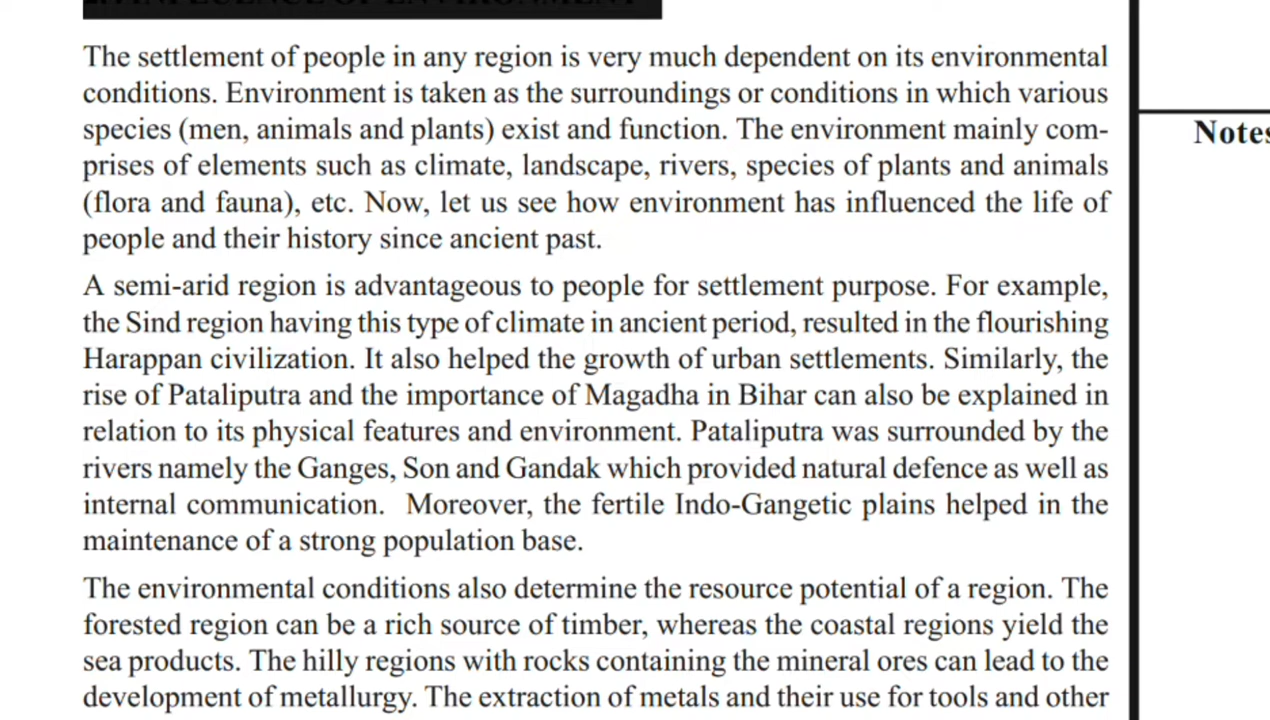 The settlement of people in any region is very much dependent on its environmental
conditions. Environment is taken as the surroundings or conditions in which various
species (men, animals and plants) exist and function. The environment mainly com-
prises of elements such as climate, landscape, rivers, species of plants and animals
(flora and fauna), etc. Now, let us see how environment has influenced the life of
people and their history since ancient past.
A semi-arid region is advantageous to people for settlement purpose. For example,
the Sind region having this type of climate in ancient period, resulted in the flourishing
Harappan civilization. It also helped the growth of urban settlements. Similarly, the
rise of Pataliputra and the importance of Magadha in Bihar can also be explained in
relation to its physical features and environment. Pataliputra was surrounded by the
rivers namely the Ganges, Son and Gandak which provided natural defence as well as
internal communication. Moreover, the fertile Indo-Gangetic plains helped in the
maintenance of a strong population base.
The environmental conditions also determine the resource potential of a region. The
forested region can be a rich source of timber, whereas the coastal regions yield the
sea products. The hilly regions with rocks containing the mineral ores can lead to the
development of metallurgy. The extraction of metals and their use for tools and other
Notes